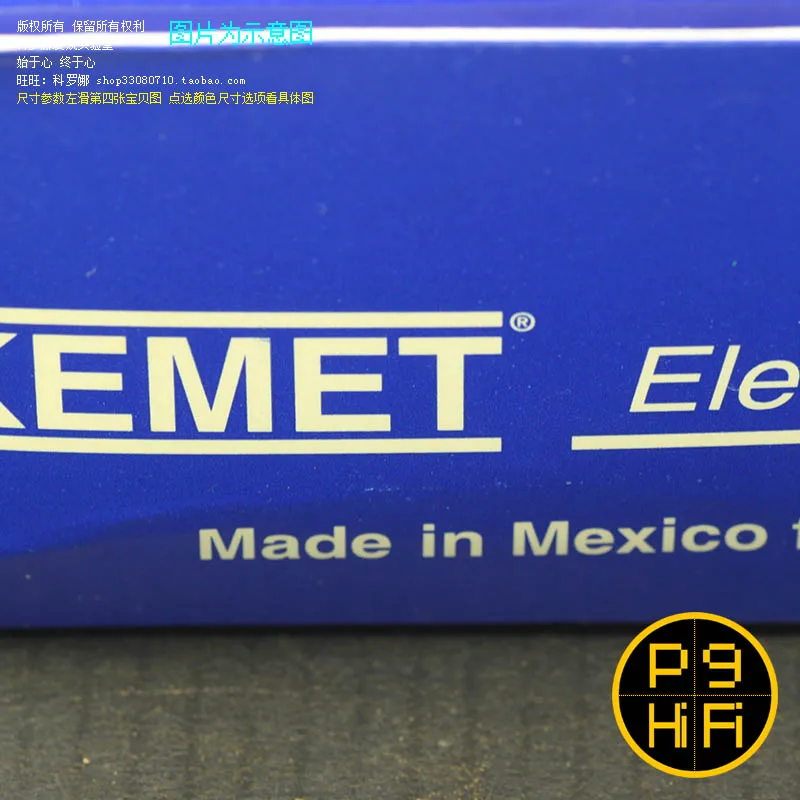 版权所有 保留所有权利
图片为示意图
始于心 终于心
旺旺：科罗娜 shop33080710.taobao.com
尺寸参数左滑第四张宝贝图 点选颜色尺寸选项看具体图
KEMET® Ele
Made in Mexico f
P9
HiFi